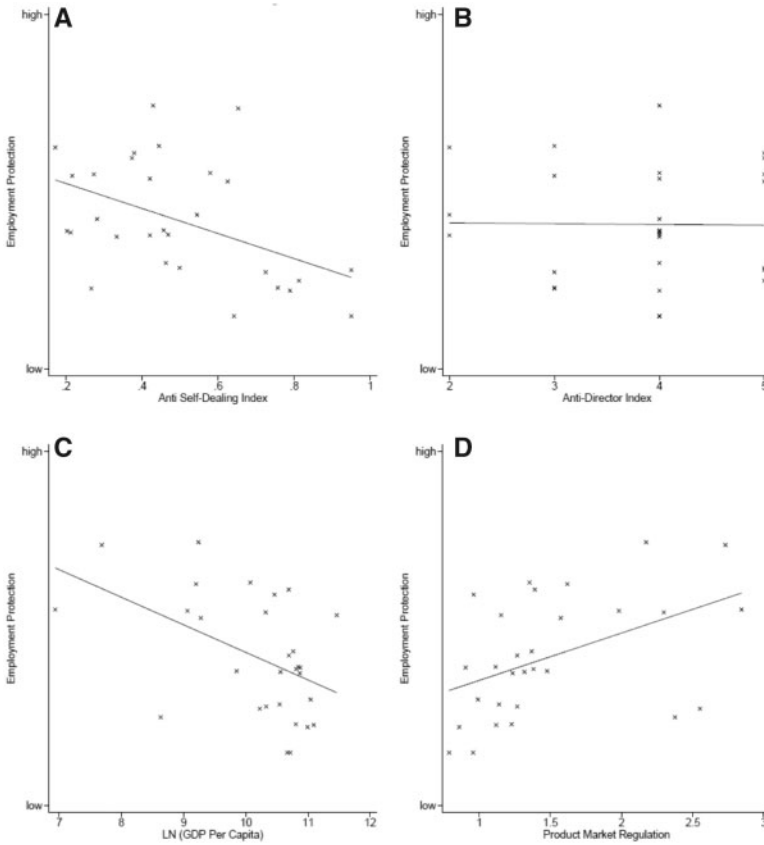 A
high
Employment Protection
low
.2 .4 .6 .8 1
Anti Self-Dealing Index
B
high
Employment Protection
low
2 3 4 5
Anti-Director Index
C
high
Employment Protection
low
7 8 9 10 11 12
LN (GDP Per Capita)
D
high
Employment Protection
low
1 1.5 2 2.5 3
Product Market Regulation